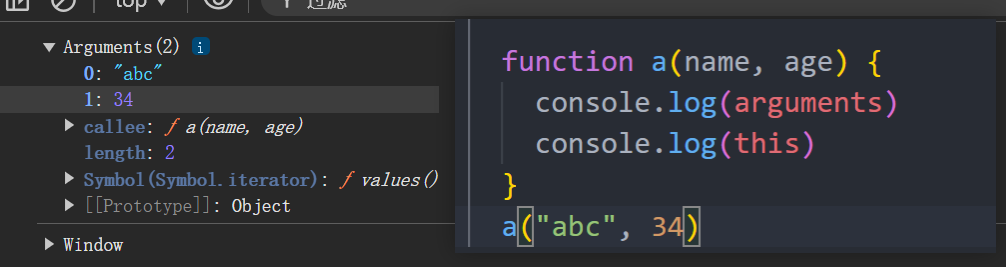 top
过滤
Arguments(2) i
0: "abc"
1: 34
callee: ƒ a(name, age)
length: 2
Symbol(Symbol.iterator): ƒ values()
[[Prototype]]: Object
Window
function a(name, age) {
console.log(arguments)
console.log(this)
}
a("abc", 34)